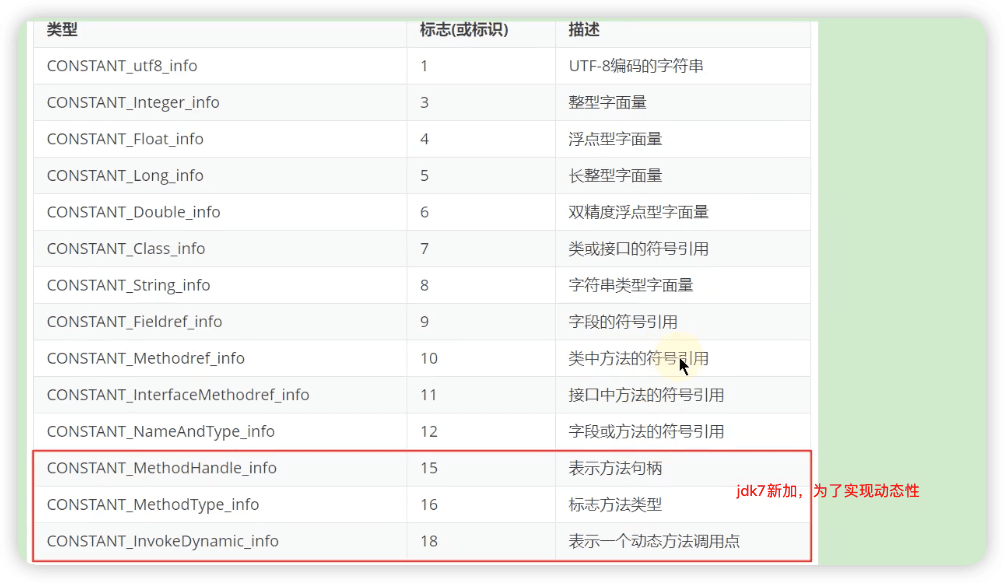 类型 标志(或标识) 描述
CONSTANT_utf8_info 1 UTF-8编码的字符串
CONSTANT_Integer_info 3 整型字面量
CONSTANT_Float_info 4 浮点型字面量
CONSTANT_Long_info 5 长整型字面量
CONSTANT_Double_info 6 双精度浮点型字面量
CONSTANT_Class_info 7 类或接口的符号引用
CONSTANT_String_info 8 字符串类型字面量
CONSTANT_Fieldref_info 9 字段的符号引用
CONSTANT_Methodref_info 10 类中方法的符号引用
CONSTANT_InterfaceMethodref_info 11 接口中方法的符号引用
CONSTANT_NameAndType_info 12 字段或方法的符号引用
CONSTANT_MethodHandle_info 15 表示方法句柄
CONSTANT_MethodType_info 16 标志方法类型
jdk7新加，为了实现动态性
CONSTANT_InvokeDynamic_info 18 表示一个动态方法调用点